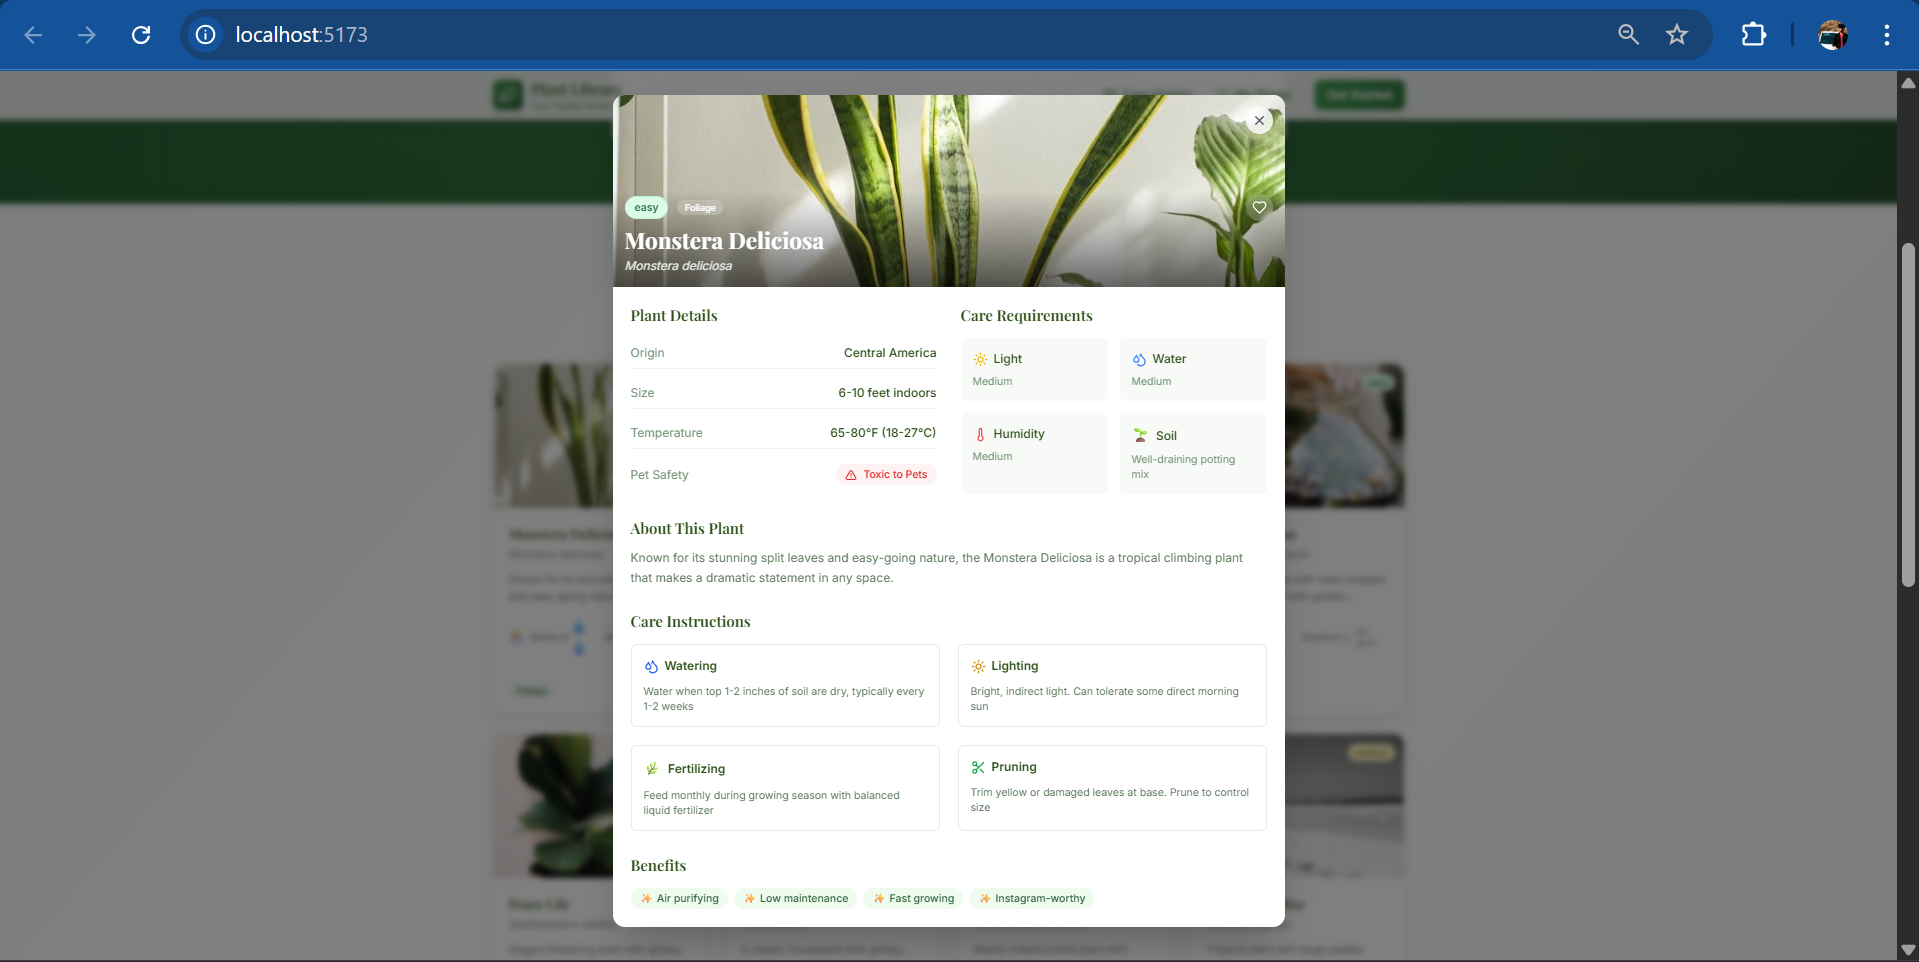 localhost:5173
Plant Library
Get Started
easy
Foliage
Monstera Deliciosa
Monstera deliciosa
Plant Details
Origin
Central America
Size
6-10 feet indoors
Temperature
65-80°F (18-27°C)
Pet Safety
Toxic to Pets
Care Requirements
Light
Medium
Water
Medium
Humidity
Medium
Soil
Well-draining potting
mix
About This Plant
Known for its stunning split leaves and easy-going nature, the Monstera Deliciosa is a tropical climbing plant
that makes a dramatic statement in any space.
Care Instructions
Watering
Water when top 1-2 inches of soil are dry, typically every
1-2 weeks
Lighting
Bright, indirect light. Can tolerate some direct morning
sun
Fertilizing
Feed monthly during growing season with balanced
liquid fertilizer
Pruning
Trim yellow or damaged leaves at base. Prune to control
size
Benefits
Air purifying
Low maintenance
Fast growing
Instagram-worthy
Peace Lily